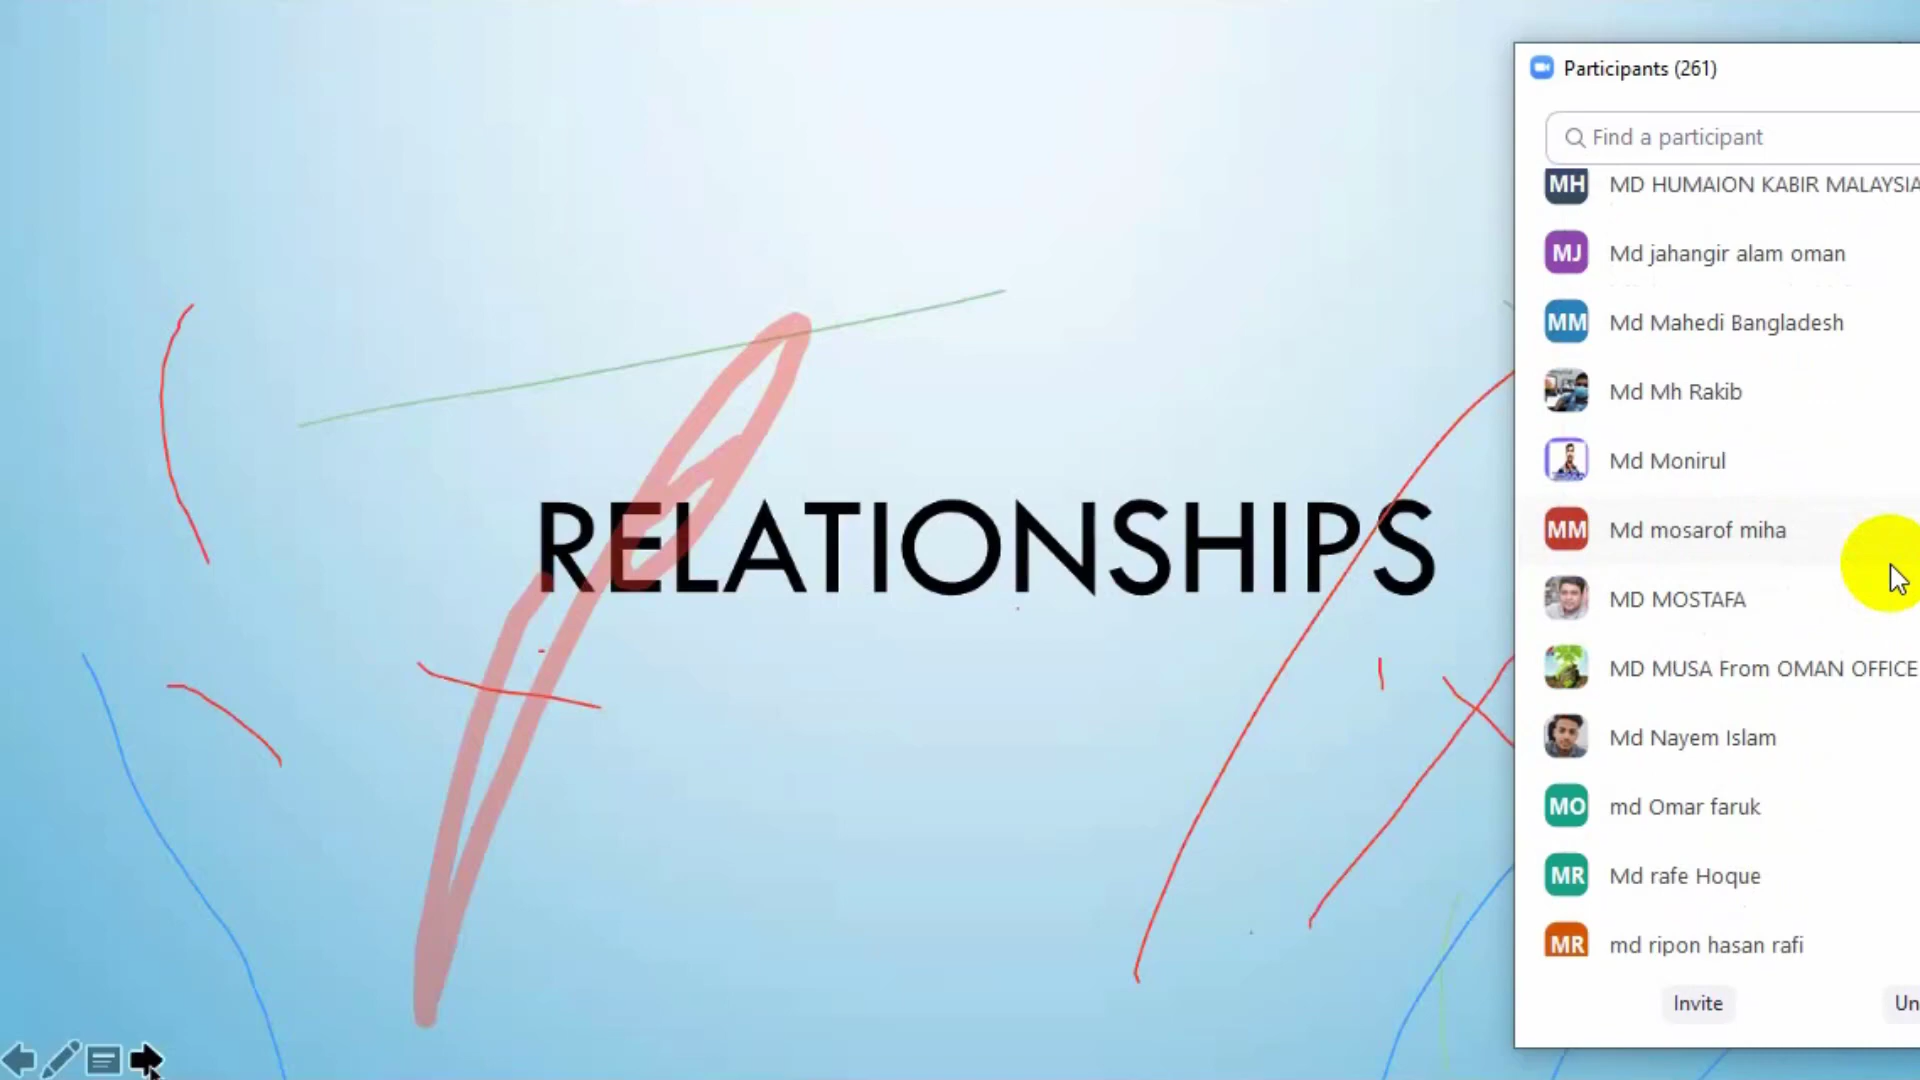 RELATIONSHIPS
Participants (261)
Find a participant
MH MD HUMAION KABIR MALAYSIA
MJ Md jahangir alam oman
MM Md Mahedi Bangladesh
Md Mh Rakib
Md Monirul
MM Md mosarof miha
MD MOSTAFA
MD MUSA From OMAN OFFICE
Md Nayem Islam
MO md Omar faruk
MR Md rafe Hoque
MR md ripon hasan rafi
Invite Un